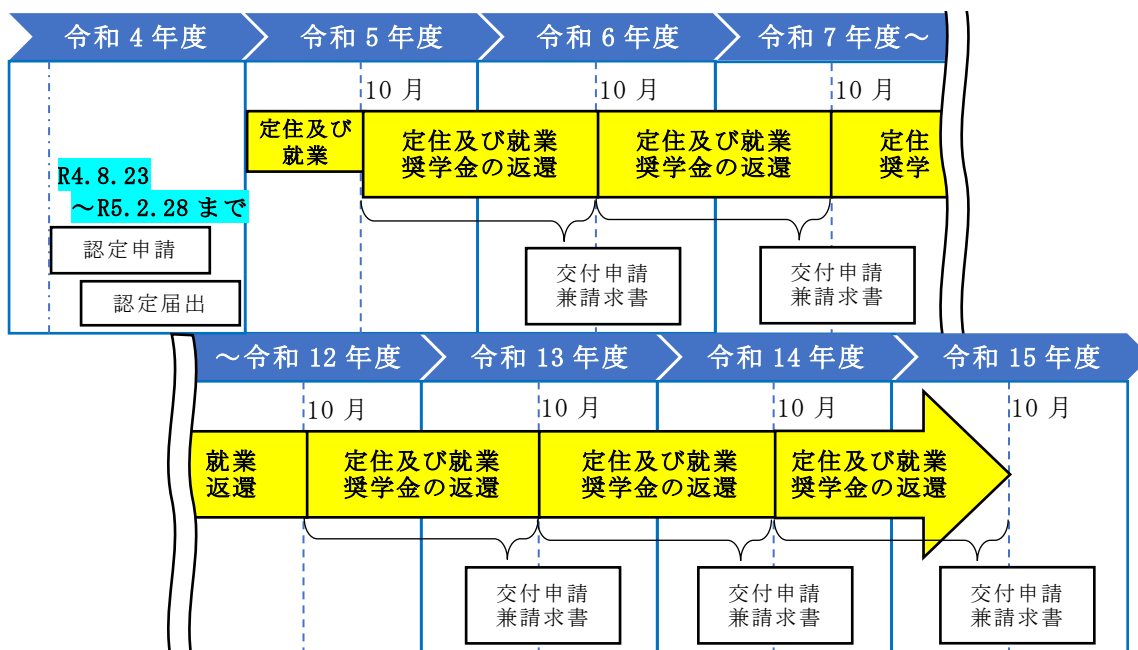 令和 4 年度
令和 5 年度
令和 6 年度
令和 7 年度～
10 月
10 月
10 月
定住及び
就業
定住及び就業
奨学金の返還
定住及び就業
奨学金の返還
定住
奨学
R4.8.23
～R5.2.28 まで
認定申請
認定届出
交付申請
兼請求書
交付申請
兼請求書
～令和 12 年度
令和 13 年度
令和 14 年度
令和 15 年度
10 月
10 月
10 月
10 月
就業
返還
定住及び就業
奨学金の返還
定住及び就業
奨学金の返還
定住及び就業
奨学金の返還
交付申請
兼請求書
交付申請
兼請求書
交付申請
兼請求書